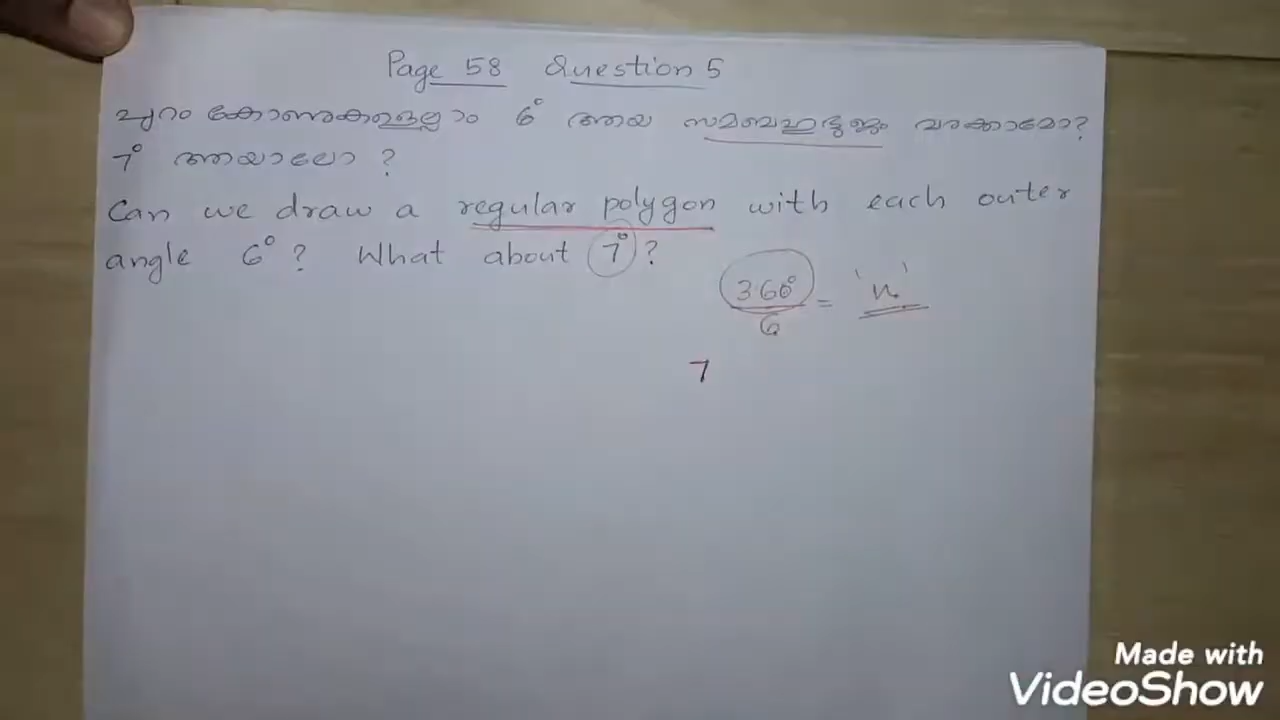 Page 58 Question 5
പുറം കോണുകളെല്ലാം 6° ആയ സമബഹുഭുജം വരക്കാമോ?
7° ആയാലോ ?
Can we draw a regular polygon with each outer
angle 6° ? What about 7° ?
360°
6
= 'n'
7
Made with
VideoShow